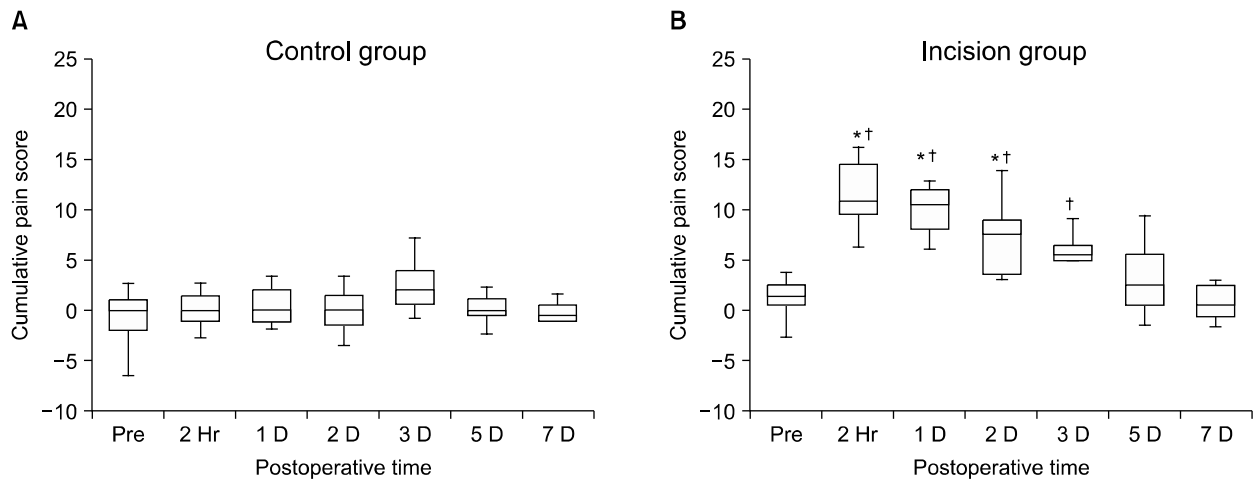 A
Control group
25
20
15
10
5
0
−5
−10
Cumulative pain score
Pre 2 Hr 1 D 2 D 3 D 5 D 7 D
Postoperative time
B
Incision group
25
20
15
10
5
0
−5
−10
Cumulative pain score
*† *† *† †
Pre 2 Hr 1 D 2 D 3 D 5 D 7 D
Postoperative time